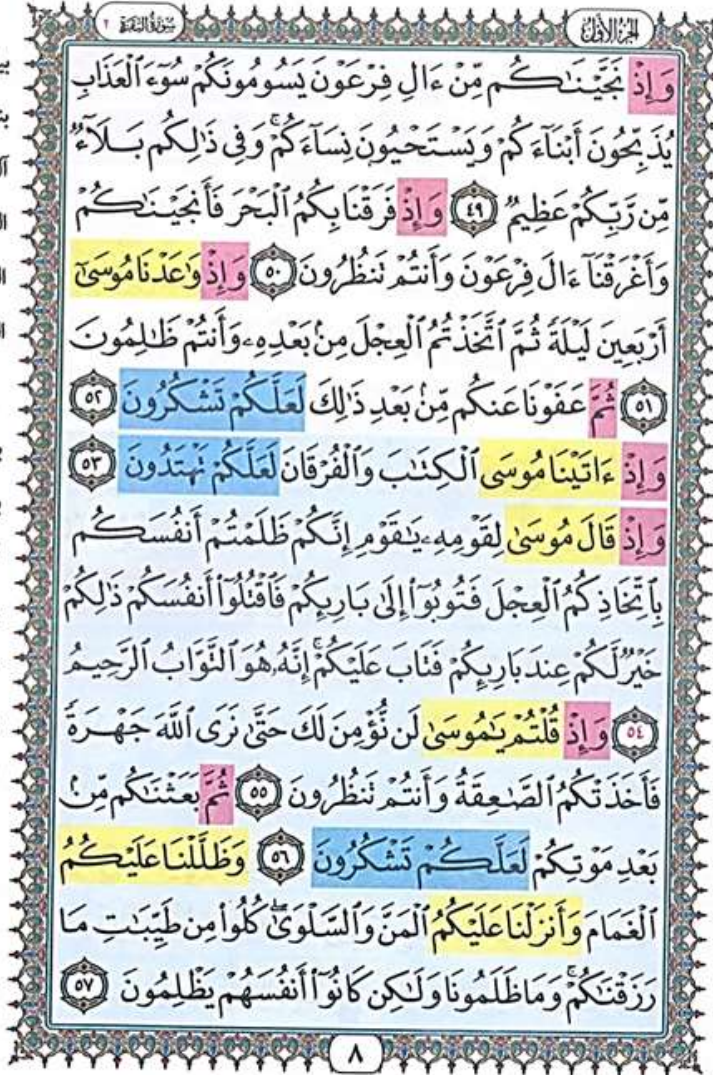 الجزء الأول
سورة البقرة ٢
وَإِذْ نَجَّيْنَٰكُم مِّنْ ءَالِ فِرْعَوْنَ يَسُومُونَكُمْ سُوٓءَ ٱلْعَذَابِ
يُذَبِّحُونَ أَبْنَآءَكُمْ وَيَسْتَحْيُونَ نِسَآءَكُمْ ۚ وَفِى ذَٰلِكُم بَلَآءٌ
مِّن رَّبِّكُمْ عَظِيمٌ ٤٩ وَإِذْ فَرَقْنَا بِكُمُ ٱلْبَحْرَ فَأَنجَيْنَٰكُمْ
وَأَغْرَقْنَآ ءَالَ فِرْعَوْنَ وَأَنتُمْ تَنظُرُونَ ٥٠ وَإِذْ وَٰعَدْنَا مُوسَىٰٓ
أَرْبَعِينَ لَيْلَةً ثُمَّ ٱتَّخَذْتُمُ ٱلْعِجْلَ مِنۢ بَعْدِهِۦ وَأَنتُمْ ظَٰلِمُونَ
٥١ ثُمَّ عَفَوْنَا عَنكُم مِّنۢ بَعْدِ ذَٰلِكَ لَعَلَّكُمْ تَشْكُرُونَ ٥٢
وَإِذْ ءَاتَيْنَا مُوسَى ٱلْكِتَٰبَ وَٱلْفُرْقَانَ لَعَلَّكُمْ تَهْتَدُونَ ٥٣
وَإِذْ قَالَ مُوسَىٰ لِقَوْمِهِۦ يَٰقَوْمِ إِنَّكُمْ ظَلَمْتُمْ أَنفُسَكُم
بِٱتِّخَاذِكُمُ ٱلْعِجْلَ فَتُوبُوٓا۟ إِلَىٰ بَارِئِكُمْ فَٱقْتُلُوٓا۟ أَنفُسَكُمْ ذَٰلِكُمْ
خَيْرٌ لَّكُمْ عِندَ بَارِئِكُمْ فَتَابَ عَلَيْكُمْ ۚ إِنَّهُۥ هُوَ ٱلتَّوَّابُ ٱلرَّحِيمُ
٥٤ وَإِذْ قُلْتُمْ يَٰمُوسَىٰ لَن نُّؤْمِنَ لَكَ حَتَّىٰ نَرَى ٱللَّهَ جَهْرَةً
فَأَخَذَتْكُمُ ٱلصَّٰعِقَةُ وَأَنتُمْ تَنظُرُونَ ٥٥ ثُمَّ بَعَثْنَٰكُم مِّنۢ
بَعْدِ مَوْتِكُمْ لَعَلَّكُمْ تَشْكُرُونَ ٥٦ وَظَلَّلْنَا عَلَيْكُمُ
ٱلْغَمَامَ وَأَنزَلْنَا عَلَيْكُمُ ٱلْمَنَّ وَٱلسَّلْوَىٰ ۖ كُلُوا۟ مِن طَيِّبَٰتِ مَا
رَزَقْنَٰكُمْ ۖ وَمَا ظَلَمُونَا وَلَٰكِن كَانُوٓا۟ أَنفُسَهُمْ يَظْلِمُونَ ٥٧
٨